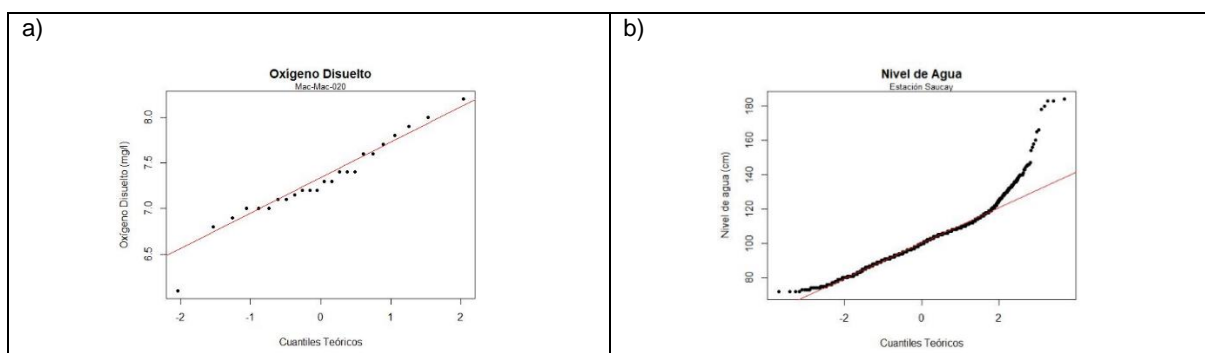 a)
Oxígeno Disuelto
Mac-Mac-020
Oxígeno Disuelto (mg/l)
8.0
7.5
7.0
6.5
-2 -1 0 1 2
Cuantiles Teóricos
b)
Nivel de Agua
Estación Saucay
Nivel de agua (cm)
180
160
140
120
100
80
-2 0 2
Cuantiles Teóricos